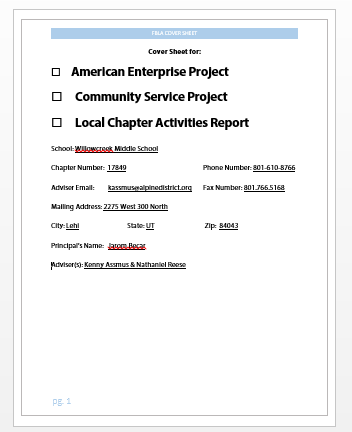 FBLA COVER SHEET
Cover Sheet for:
☐ American Enterprise Project
☐ Community Service Project
☐ Local Chapter Activities Report
School: Willowcreek Middle School
Chapter Number: 17849 Phone Number: 801-610-8766
Adviser Email: kassmus@alpinedistrict.org Fax Number: 801.766.5168
Mailing Address: 2275 West 300 North
City: Lehi State: UT Zip: 84043
Principal's Name: Jarom Becar
Adviser(s): Kenny Assmus & Nathaniel Reese
pg. 1